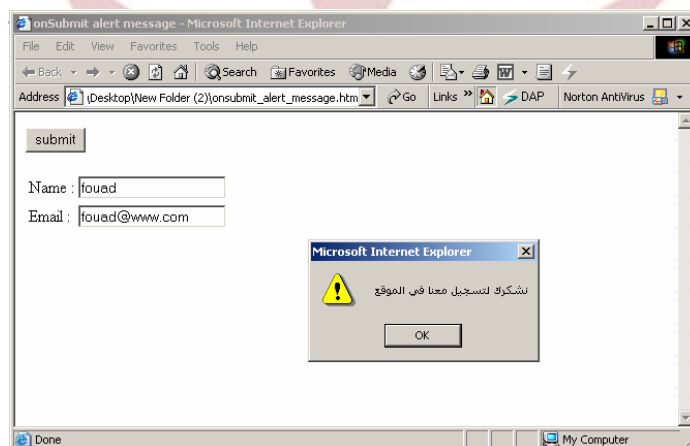 onSubmit alert message - Microsoft Internet Explorer
File Edit View Favorites Tools Help
Back Search Favorites Media
Address \Desktop\New Folder (2)\onsubmit_alert_message.htm Go Links » DAP Norton AntiVirus
submit
Name : fouad
Email : fouad@www.com
Microsoft Internet Explorer
نشكرك لتسجيل معنا في الموقع
OK
Done My Computer